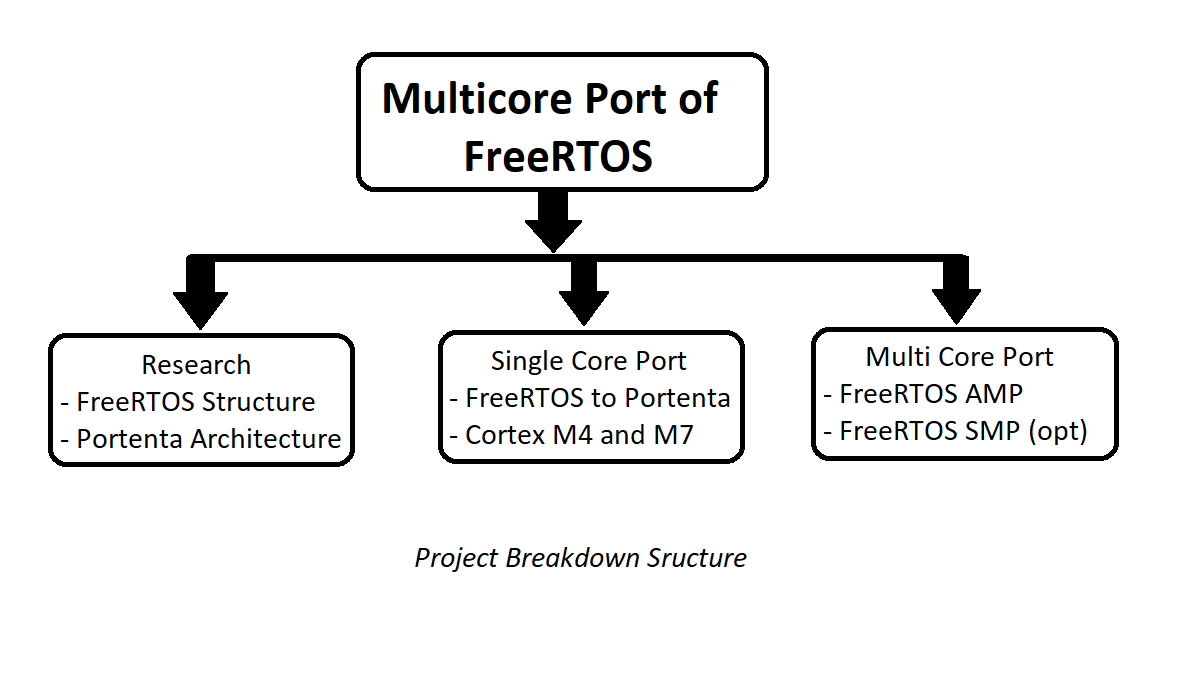 Multicore Port of
FreeRTOS
Research
- FreeRTOS Structure
- Portenta Architecture
Single Core Port
- FreeRTOS to Portenta
- Cortex M4 and M7
Multi Core Port
- FreeRTOS AMP
- FreeRTOS SMP (opt)
Project Breakdown Sructure